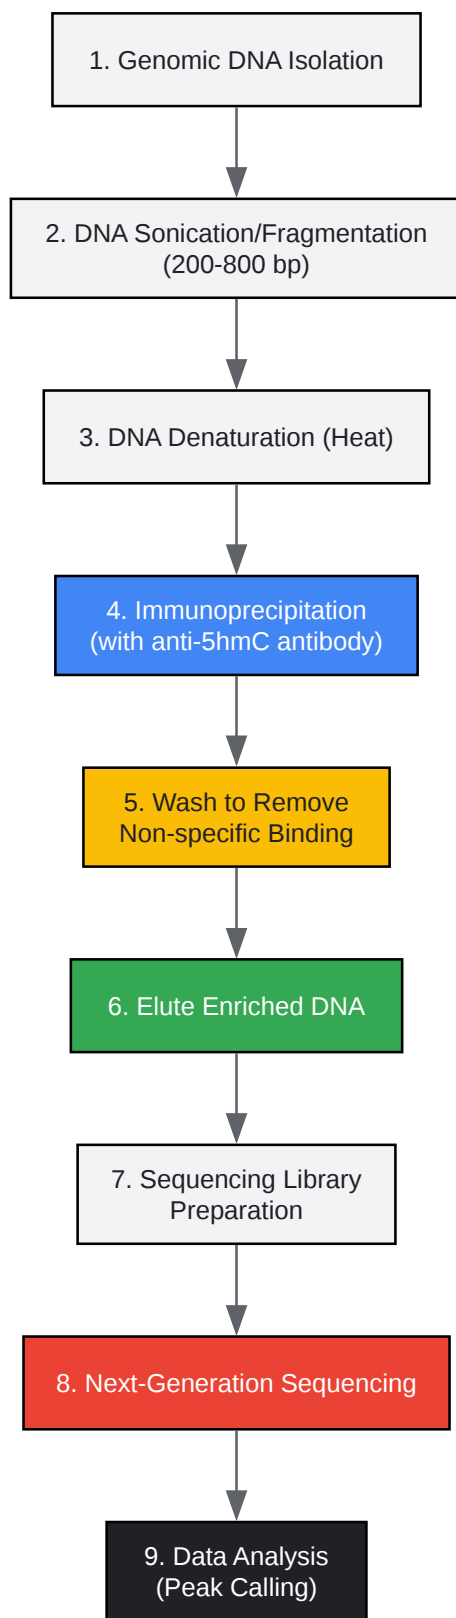 1. Genomic DNA Isolation
2. DNA Sonication/Fragmentation
(200-800 bp)
3. DNA Denaturation (Heat)
4. Immunoprecipitation
(with anti-5hmC antibody)
5. Wash to Remove
Non-specific Binding
6. Elute Enriched DNA
7. Sequencing Library
Preparation
8. Next-Generation Sequencing
9. Data Analysis
(Peak Calling)